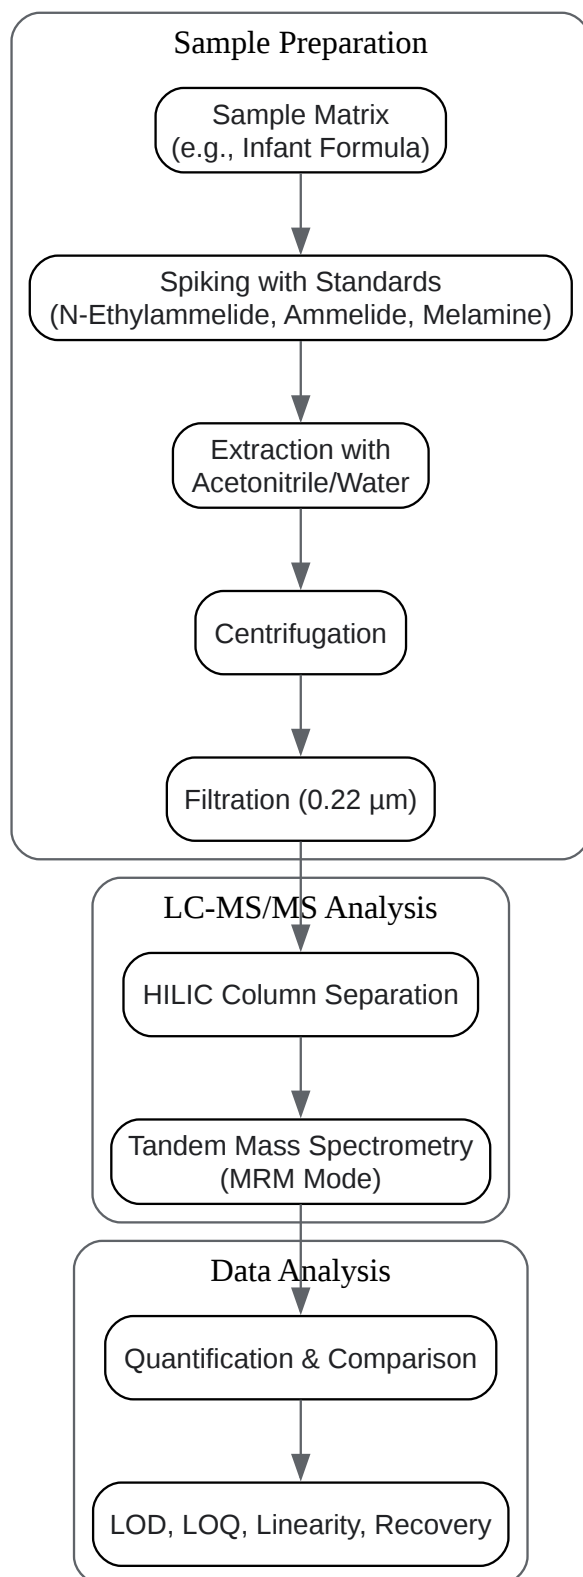 Sample Preparation
Sample Matrix
(e.g., Infant Formula)
Spiking with Standards
(N-Ethylammelide, Ammelide, Melamine)
Extraction with
Acetonitrile/Water
Centrifugation
Filtration (0.22 µm)
LC-MS/MS Analysis
HILIC Column Separation
Tandem Mass Spectrometry
(MRM Mode)
Data Analysis
Quantification & Comparison
LOD, LOQ, Linearity, Recovery